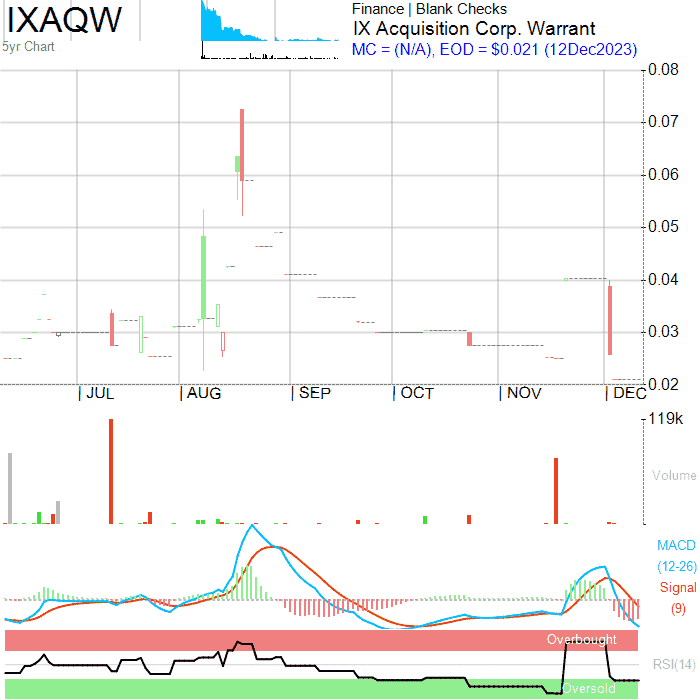 IXAQW
5yr Chart
Finance | Blank Checks
IX Acquisition Corp. Warrant
MC = (N/A), EOD = $0.021 (12Dec2023)
0.08
0.07
0.06
0.05
0.04
0.03
0.02
| JUL | AUG | SEP | OCT | NOV | DEC
119k
Volume
MACD
(12-26)
Signal
(9)
Overbought
RSI(14)
Oversold